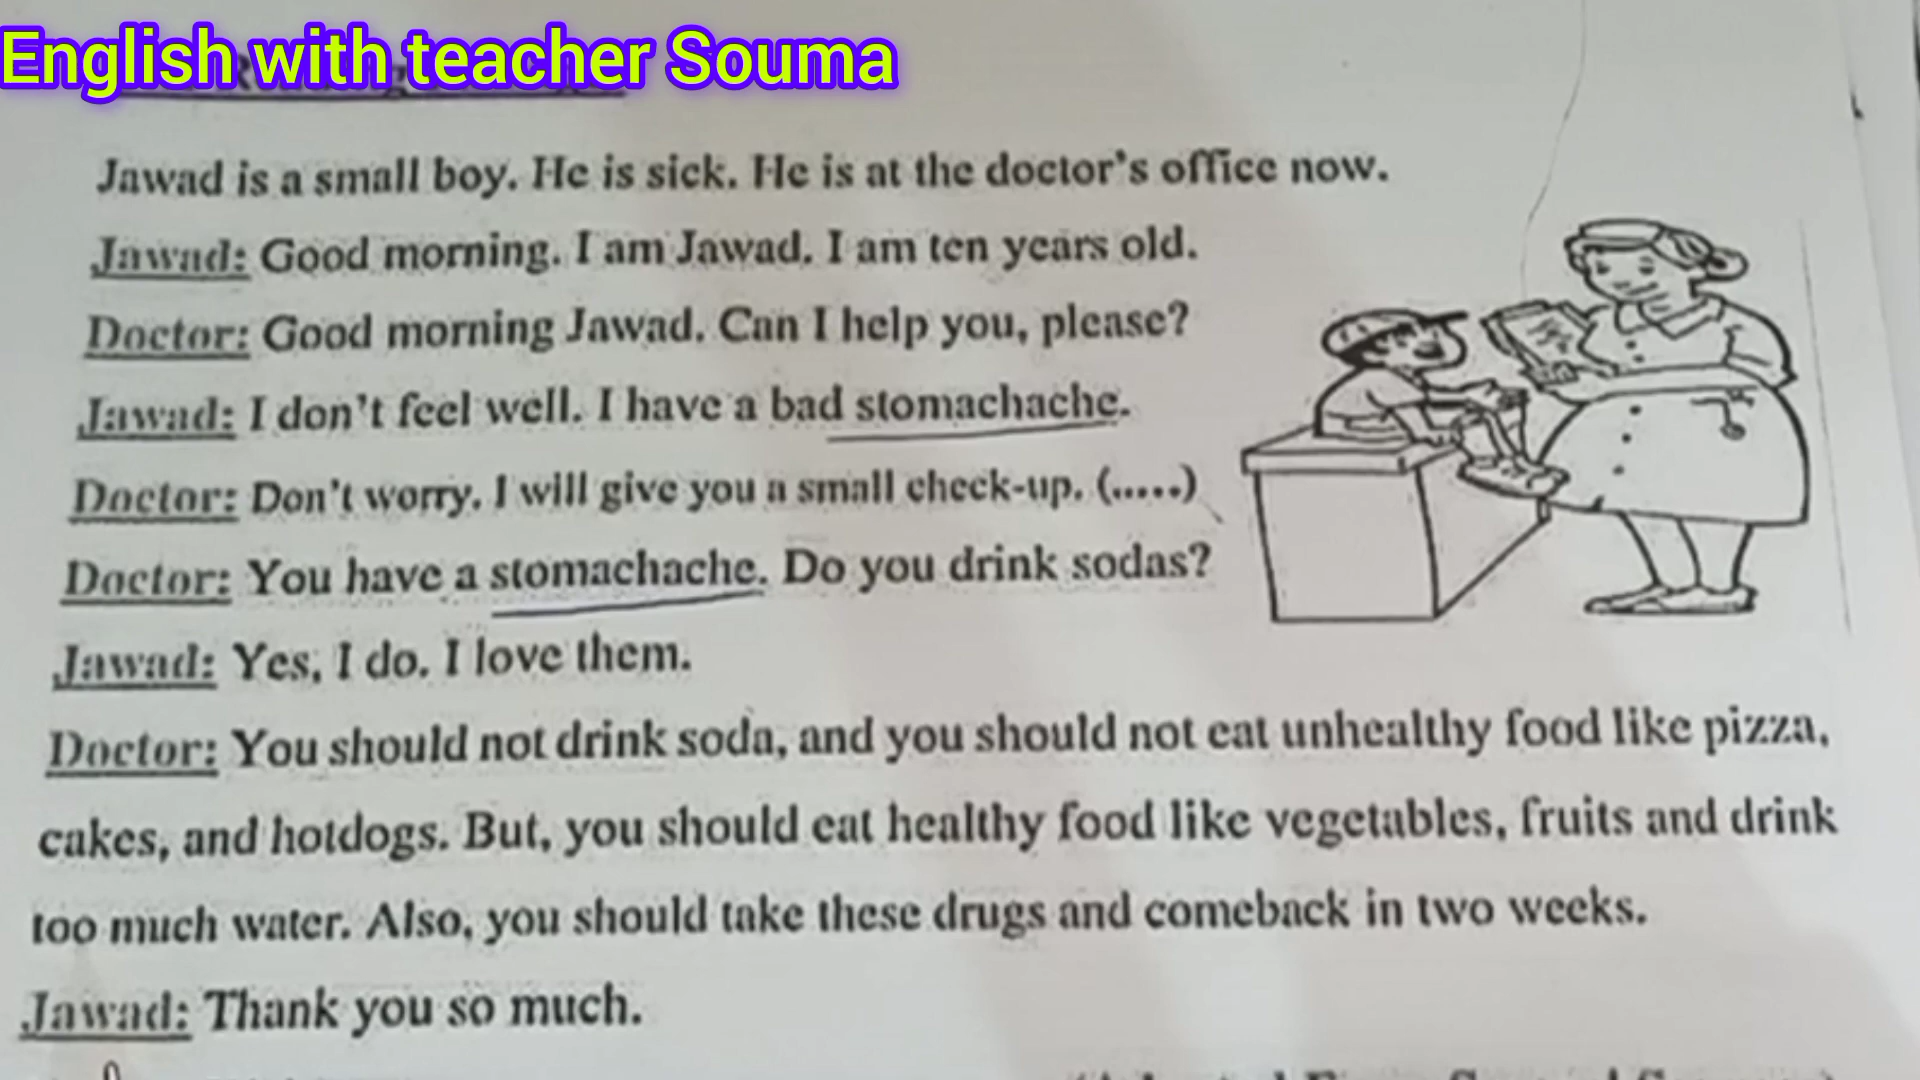 English with teacher Souma
Jawad is a small boy. He is sick. He is at the doctor's office now.
Jawad: Good morning. I am Jawad. I am ten years old.
Doctor: Good morning Jawad. Can I help you, please?
Jawad: I don't feel well. I have a bad stomachache.
Doctor: Don't worry. I will give you a small check-up. (.....)
Doctor: You have a stomachache. Do you drink sodas?
Jawad: Yes, I do. I love them.
Doctor: You should not drink soda, and you should not eat unhealthy food like pizza,
cakes, and hotdogs. But, you should eat healthy food like vegetables, fruits and drink
too much water. Also, you should take these drugs and comeback in two weeks.
Jawad: Thank you so much.